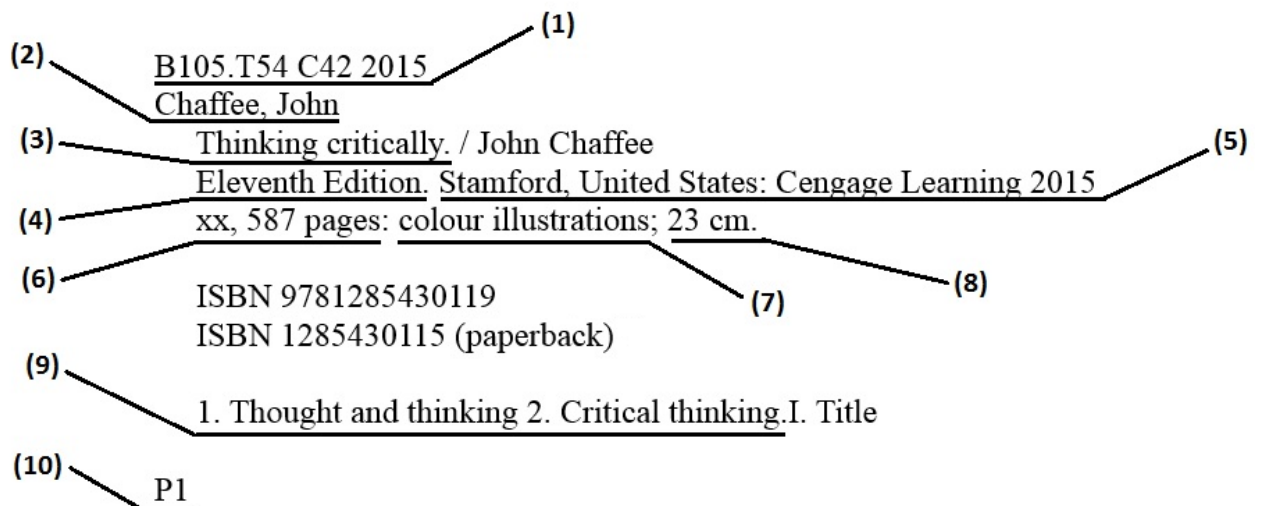 (1)
(2)
B105.T54 C42 2015
Chaffee, John
(3)
Thinking critically. / John Chaffee
(5)
Eleventh Edition. Stamford, United States: Cengage Learning 2015
(4)
xx, 587 pages: colour illustrations; 23 cm.
(6)
(8)
(7)
ISBN 9781285430119
ISBN 1285430115 (paperback)
(9)
1. Thought and thinking 2. Critical thinking.I. Title
(10)
P1